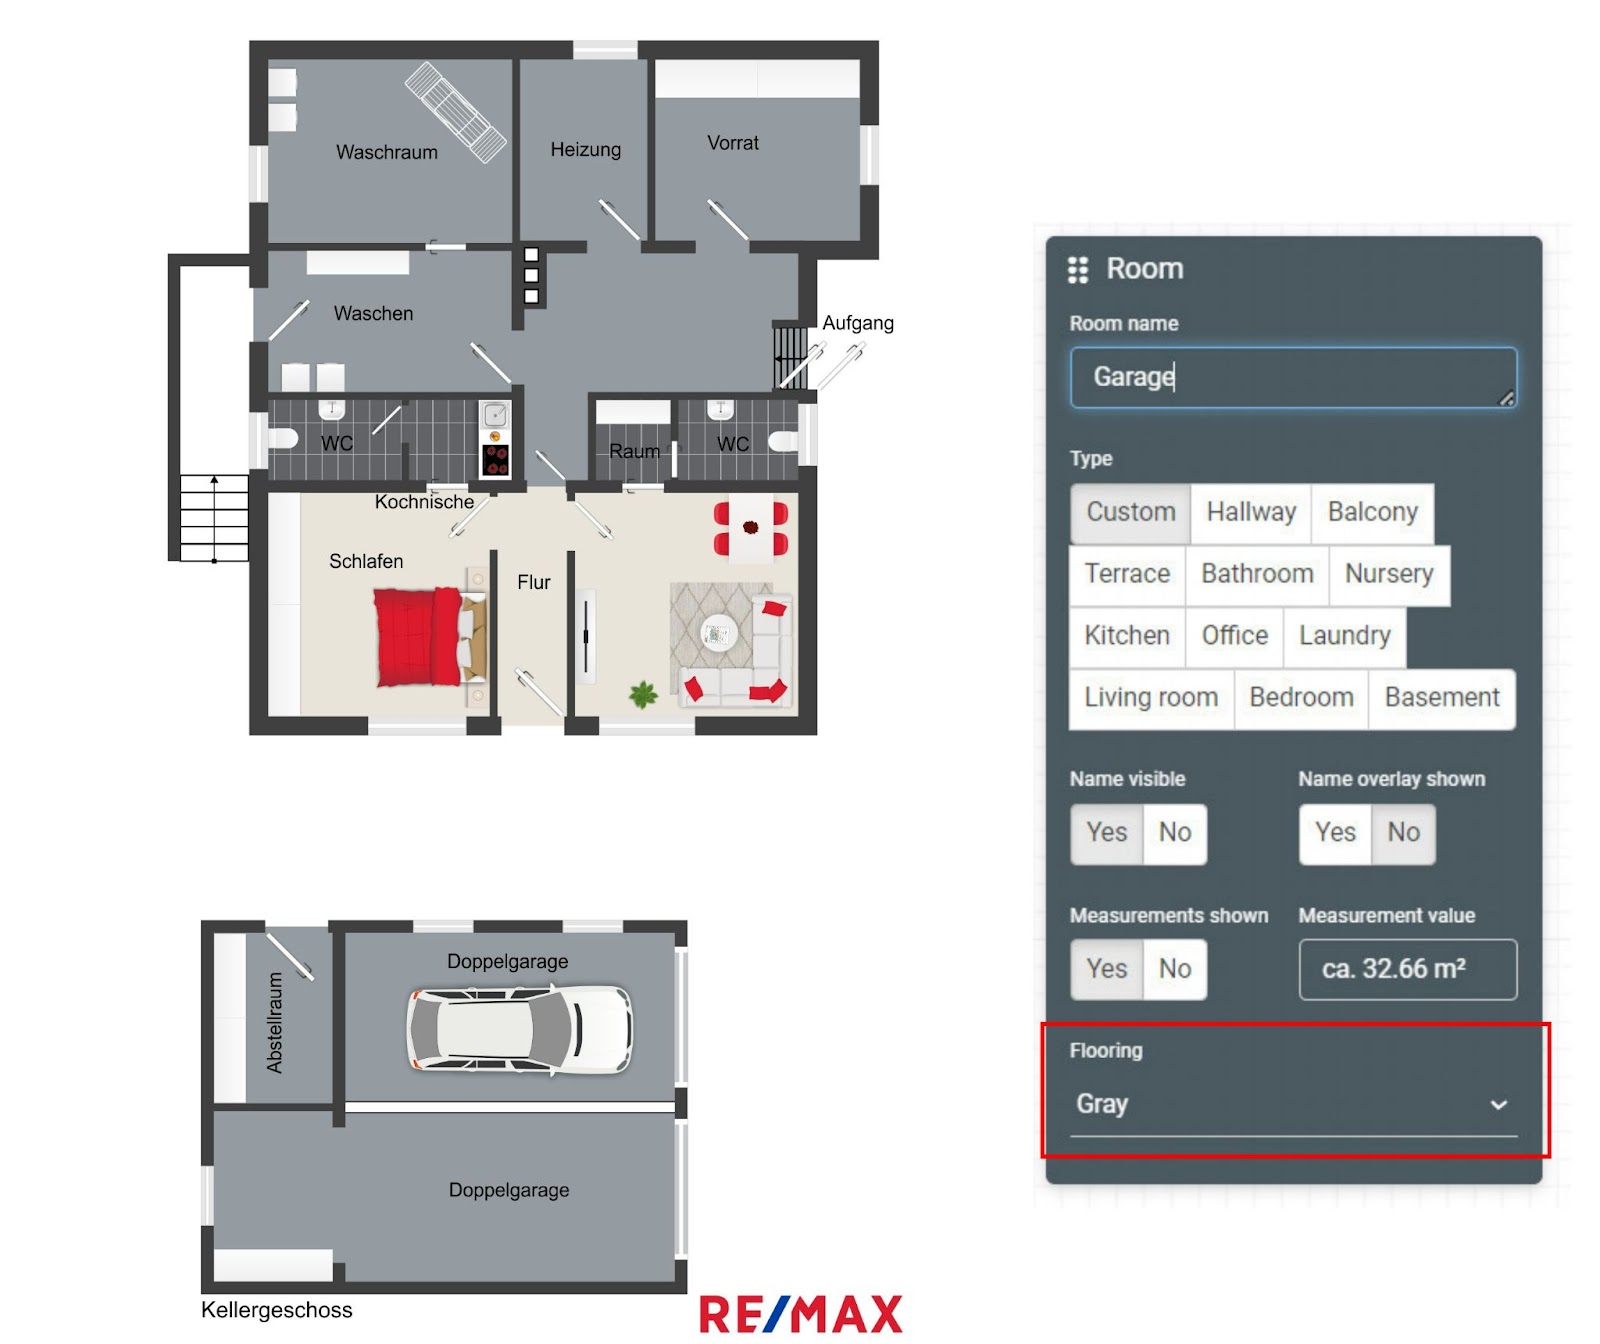 Waschraum
Heizung
Vorrat
Waschen
Aufgang
WC
Raum
WC
Kochnische
Schlafen
Flur
Doppelgarage
Abstellraum
Doppelgarage
Kellergeschoss
RE/MAX
Room
Room name
Garage
Type
Custom Hallway Balcony
Terrace Bathroom Nursery
Kitchen Office Laundry
Living room Bedroom Basement
Name visible Name overlay shown
Yes No Yes No
Measurements shown Measurement value
Yes No ca. 32.66 m²
Flooring
Gray